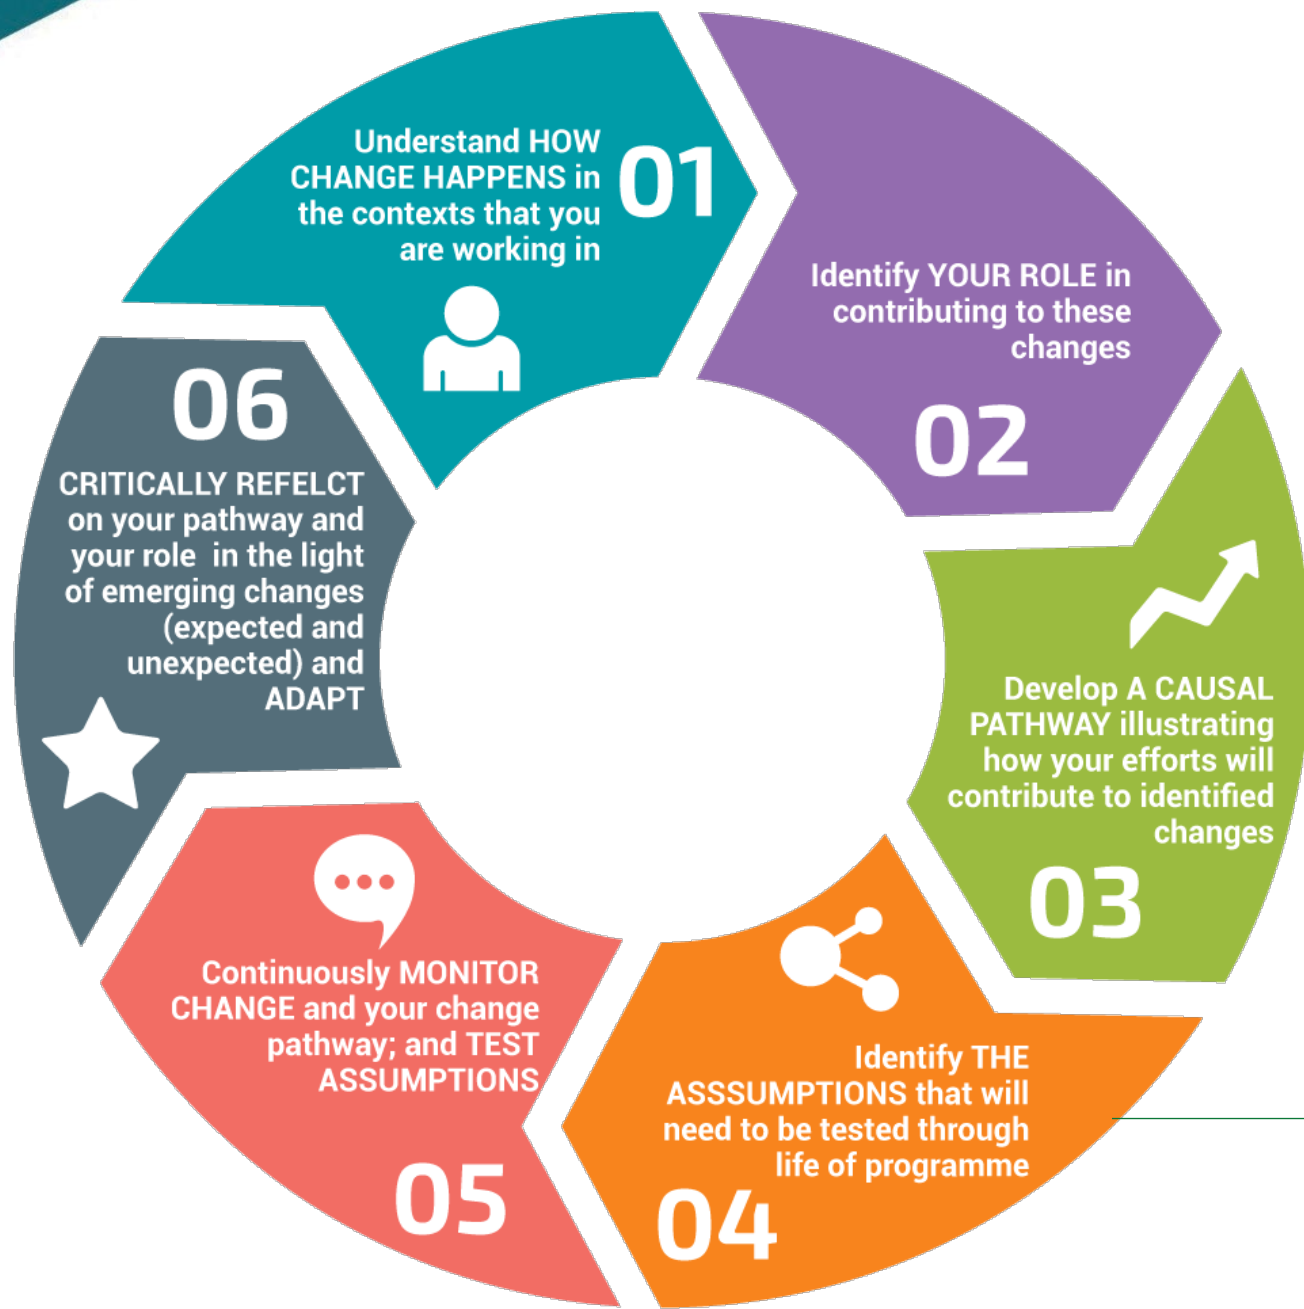 Understand HOW
CHANGE HAPPENS in
the contexts that you
are working in
01
Identify YOUR ROLE in
contributing to these
changes
02
Develop A CAUSAL
PATHWAY illustrating
how your efforts will
contribute to identified
changes
03
Identify THE
ASSSUMPTIONS that will
need to be tested through
life of programme
04
Continuously MONITOR
CHANGE and your change
pathway; and TEST
ASSUMPTIONS
05
06
CRITICALLY REFELCT
on your pathway and
your role in the light
of emerging changes
(expected and
unexpected) and
ADAPT